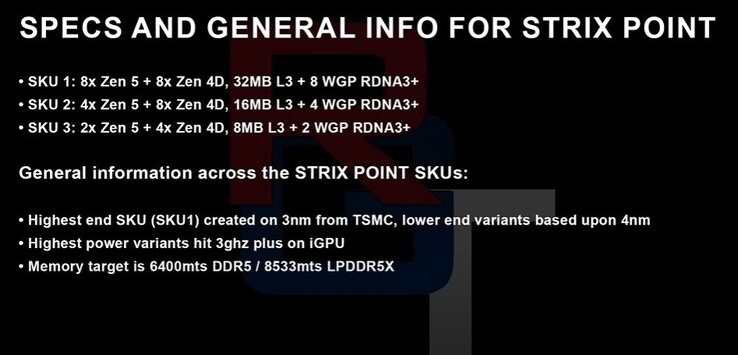 SPECS AND GENERAL INFO FOR STRIX POINT
• SKU 1: 8x Zen 5 + 8x Zen 4D, 32MB L3 + 8 WGP RDNA3+
• SKU 2: 4x Zen 5 + 8x Zen 4D, 16MB L3 + 4 WGP RDNA3+
• SKU 3: 2x Zen 5 + 4x Zen 4D, 8MB L3 + 2 WGP RDNA3+
General information across the STRIX POINT SKUs:
• Highest end SKU (SKU1) created on 3nm from TSMC, lower end variants based upon 4nm
• Highest power variants hit 3ghz plus on iGPU
• Memory target is 6400mts DDR5 / 8533mts LPDDR5X
RGT